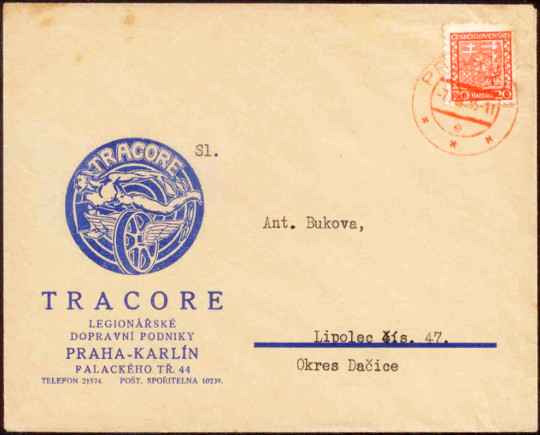 ČESKOSLOVENSKO
20 20
TRACORE
Sl.
Ant. Bukova,
TRACORE
LEGIONÁŘSKÉ
DOPRAVNÍ PODNIKY
PRAHA-KARLÍN
PALACKÉHO TŘ. 44
TELEFON 21574. POŠT. SPOŘITELNA 10739.
Lipolec čís. 47.
Okres Dačice